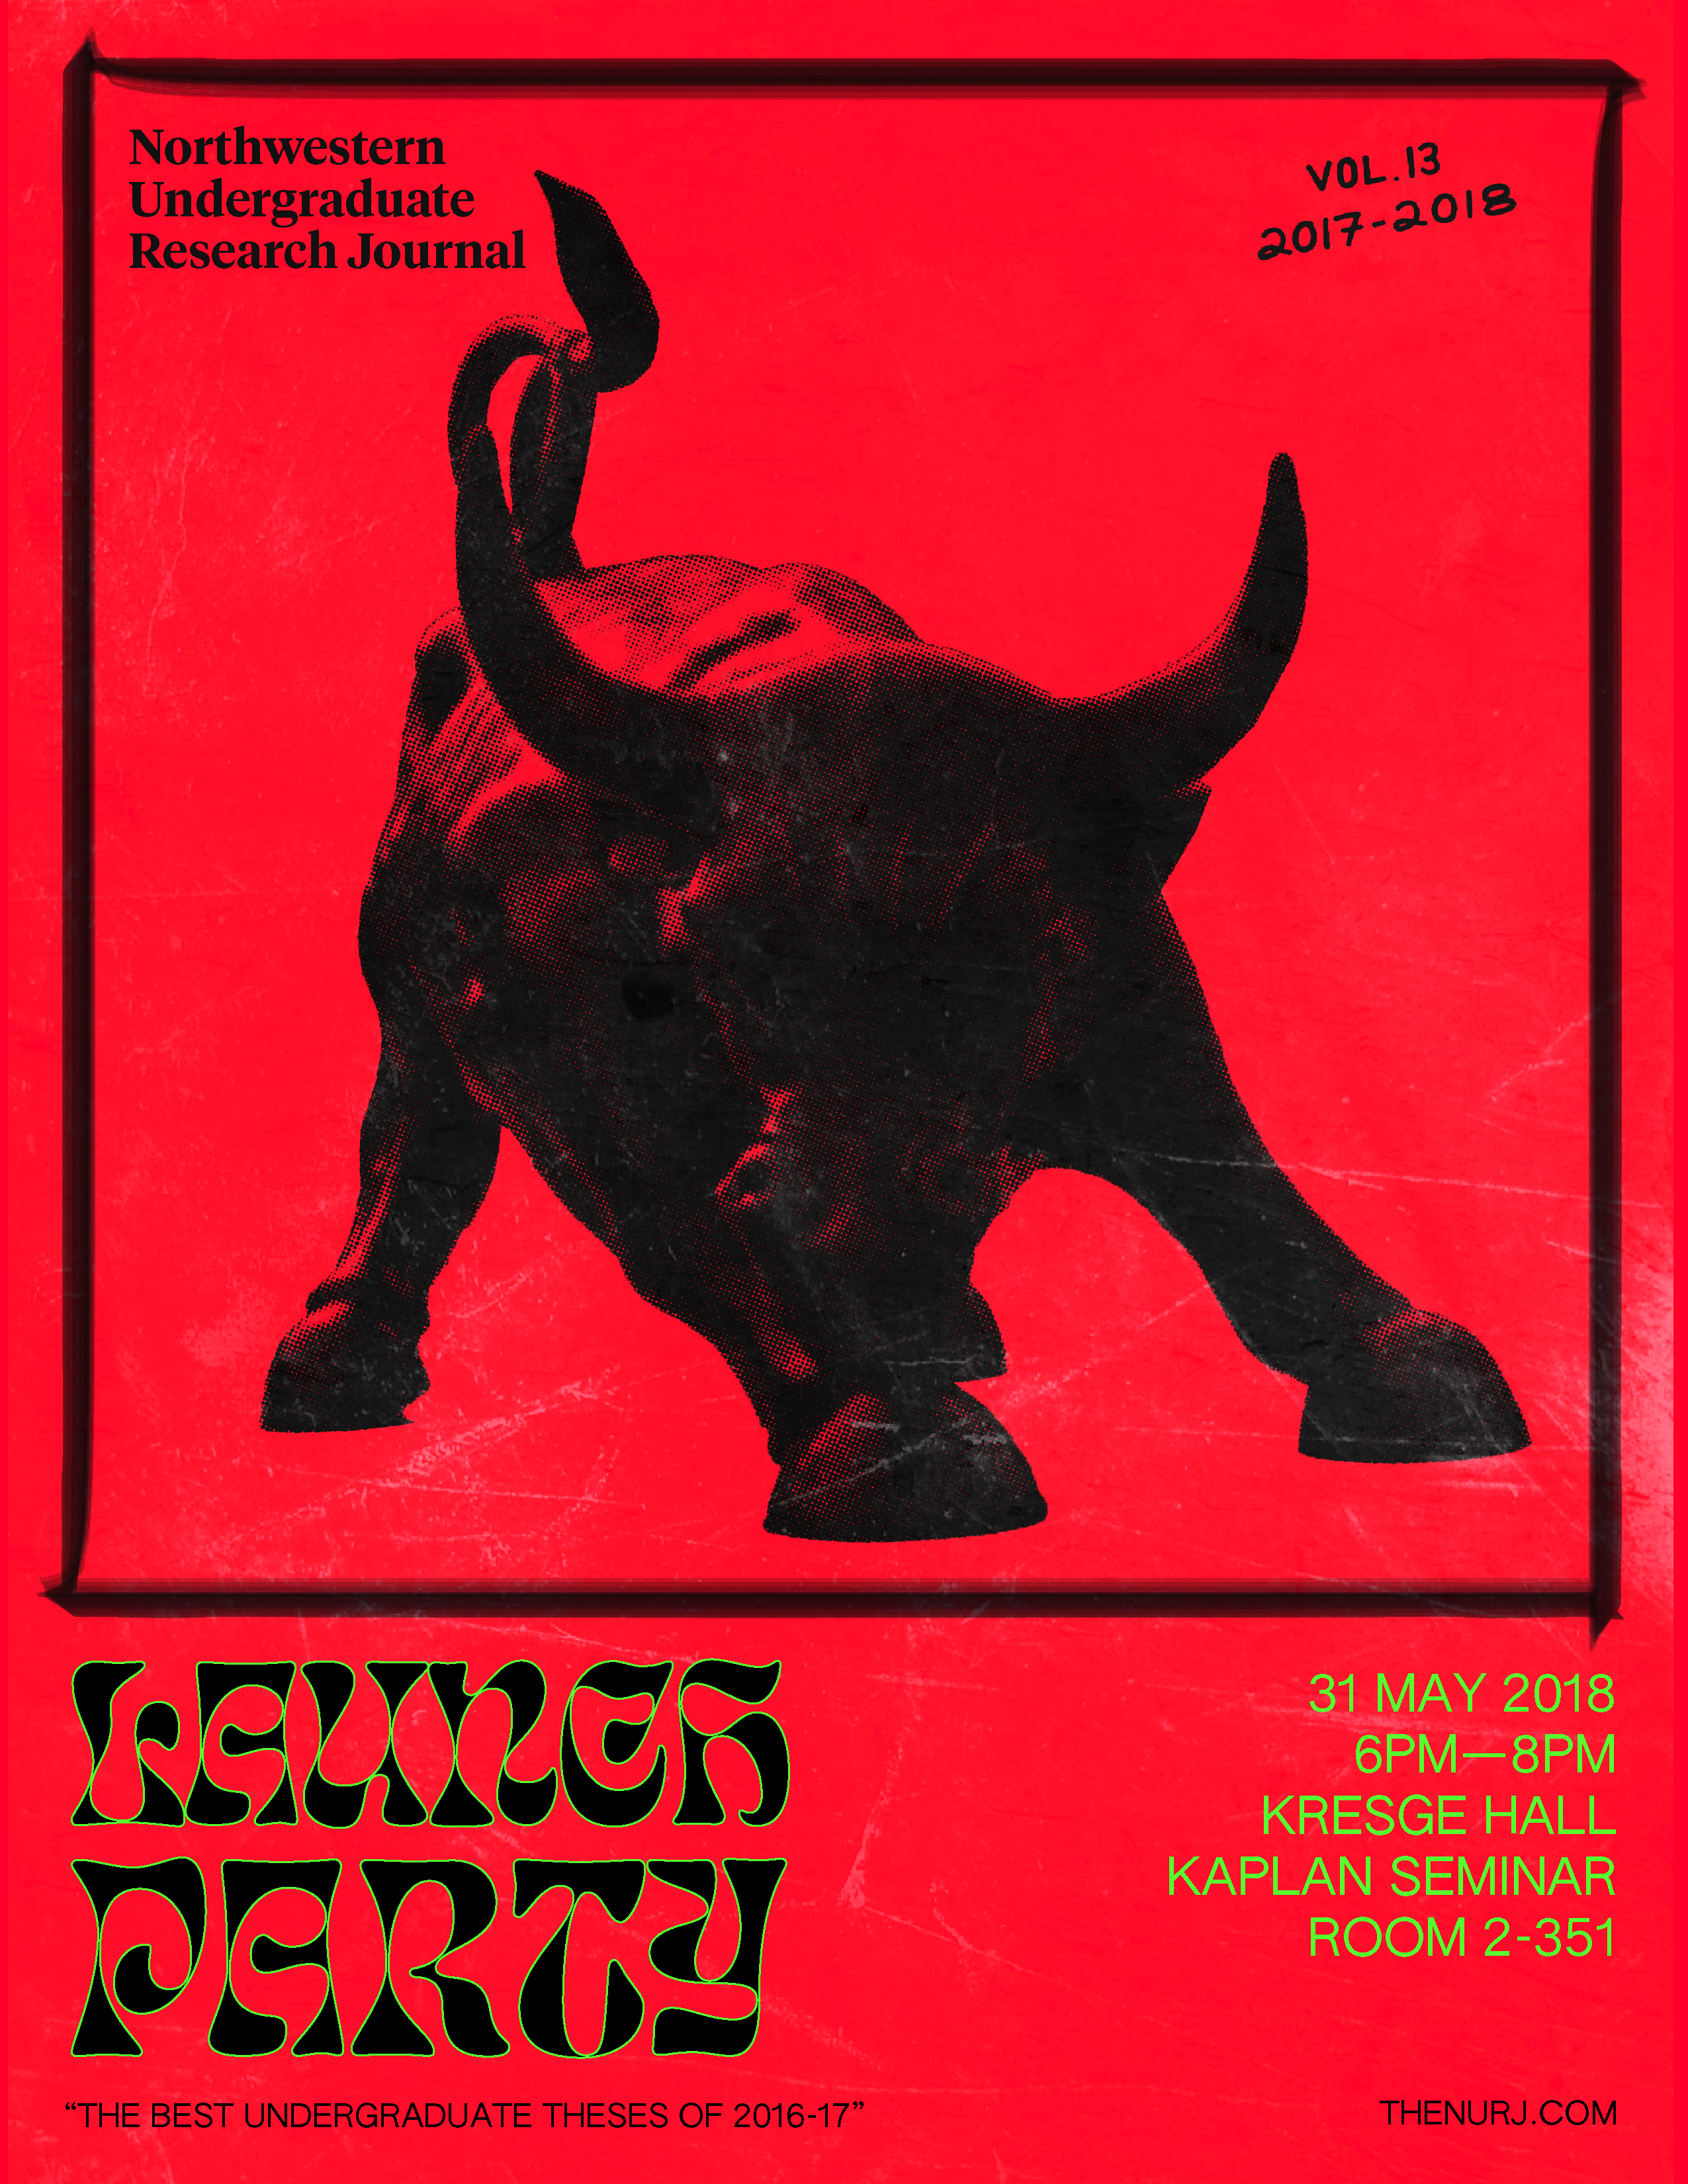 Northwestern
Undergraduate
Research Journal
VOL.13
2017-2018
LAUNCH
PARTY
31 MAY 2018
6PM—8PM
KRESGE HALL
KAPLAN SEMINAR
ROOM 2-351
“THE BEST UNDERGRADUATE THESES OF 2016-17”
THENURJ.COM